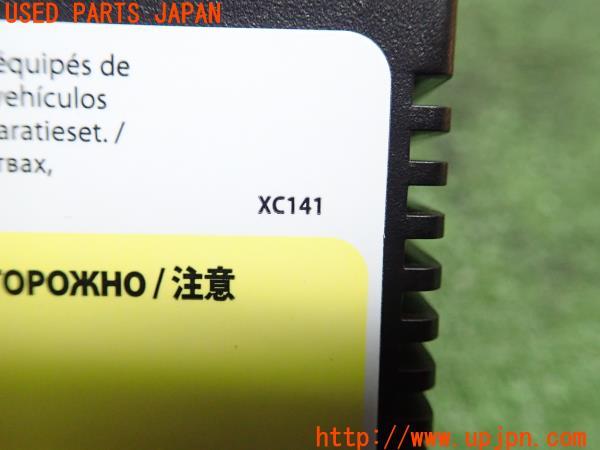 USED PARTS JAPAN
équipés de
vehículos
aratieset. /
твах,
XC141
ТОРОЖНО / 注意
http://www.upjpn.com/